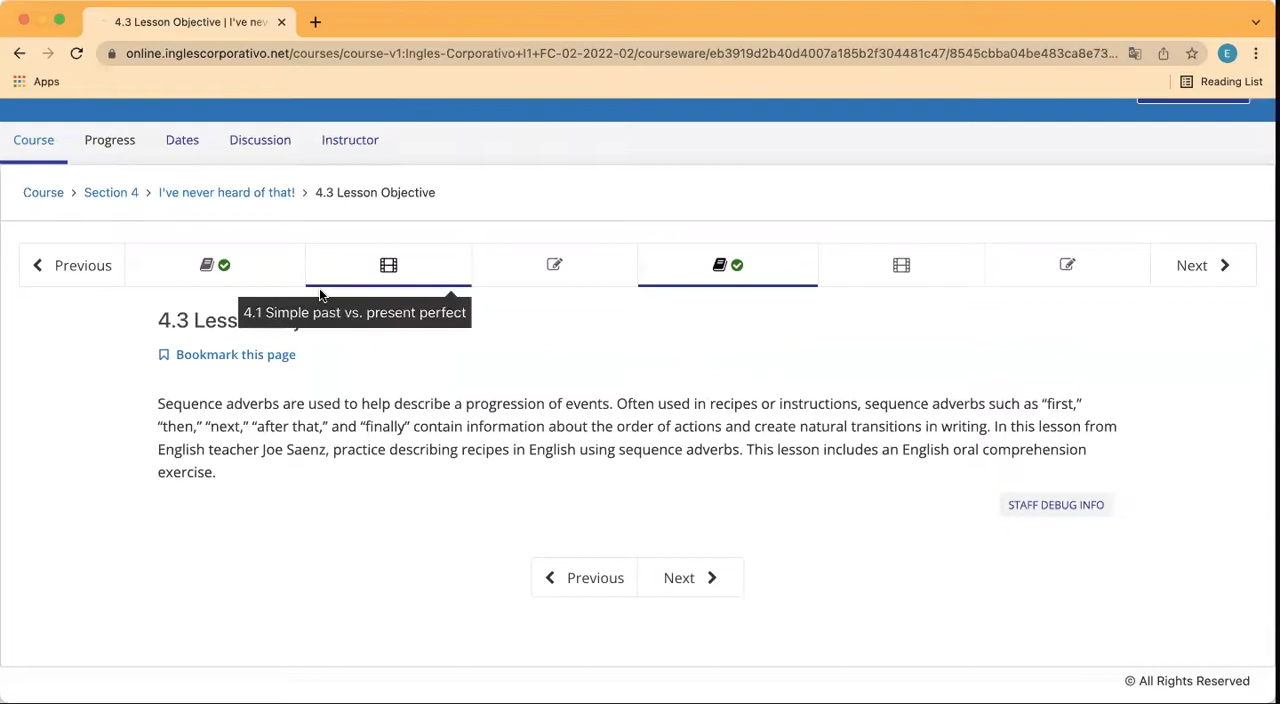 4.3 Lesson Objective | I've nev
online.inglescorporativo.net/courses/course-v1:Ingles-Corporativo+I1+FC-02-2022-02/courseware/eb3919d2b40d4007a185b2f304481c47/8545cbba04be483ca8e73...
E
Apps
Reading List
Course Progress Dates Discussion Instructor
Course > Section 4 > I've never heard of that! > 4.3 Lesson Objective
Previous
Next
4.1 Simple past vs. present perfect
4.3 Less
Bookmark this page
Sequence adverbs are used to help describe a progression of events. Often used in recipes or instructions, sequence adverbs such as “first,”
“then,” “next,” “after that,” and “finally” contain information about the order of actions and create natural transitions in writing. In this lesson from
English teacher Joe Saenz, practice describing recipes in English using sequence adverbs. This lesson includes an English oral comprehension
exercise.
STAFF DEBUG INFO
Previous Next
© All Rights Reserved